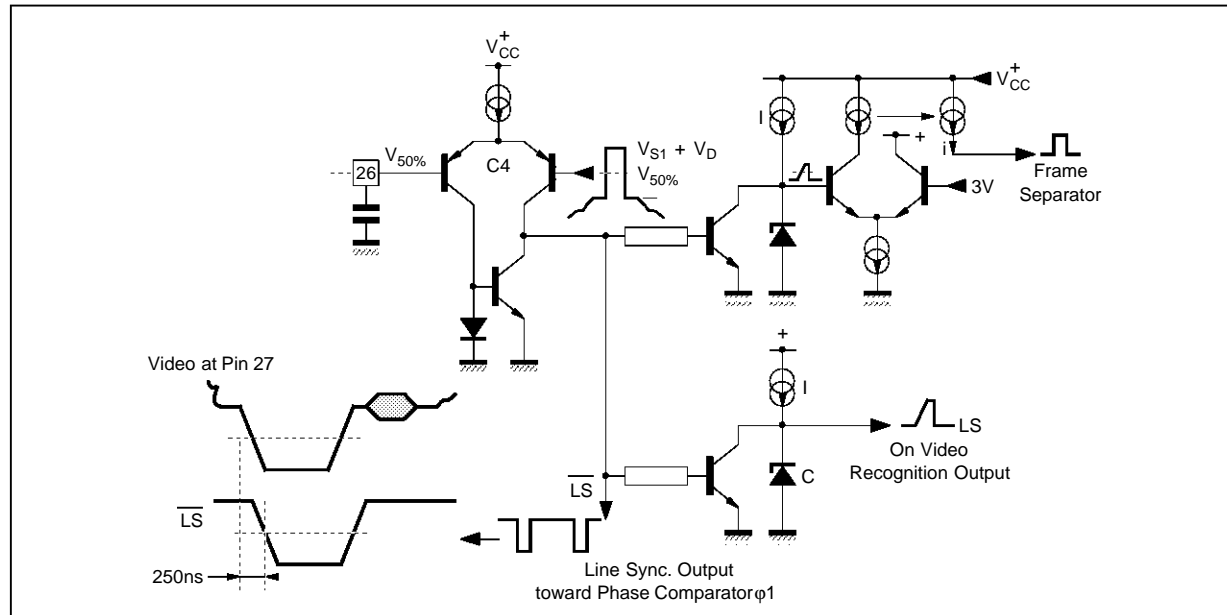 V+CC
V+CC
I
VS1 + VD
V50%
V50%
26
C4
+
i
3V
Frame
Separator
+
I
Video at Pin 27
LS
On Video
Recognition Output
C
LS
LS
250ns
Line Sync. Output
toward Phase Comparator φ1